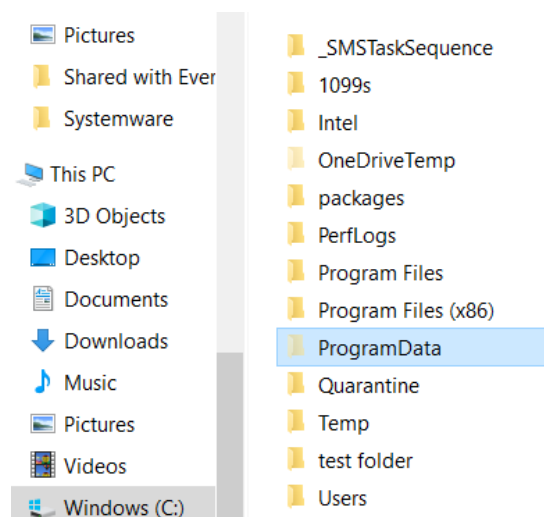 Pictures
Shared with Ever
Systemware
This PC
3D Objects
Desktop
Documents
Downloads
Music
Pictures
Videos
Windows (C:)
_SMSTaskSequence
1099s
Intel
OneDriveTemp
packages
PerfLogs
Program Files
Program Files (x86)
ProgramData
Quarantine
Temp
test folder
Users